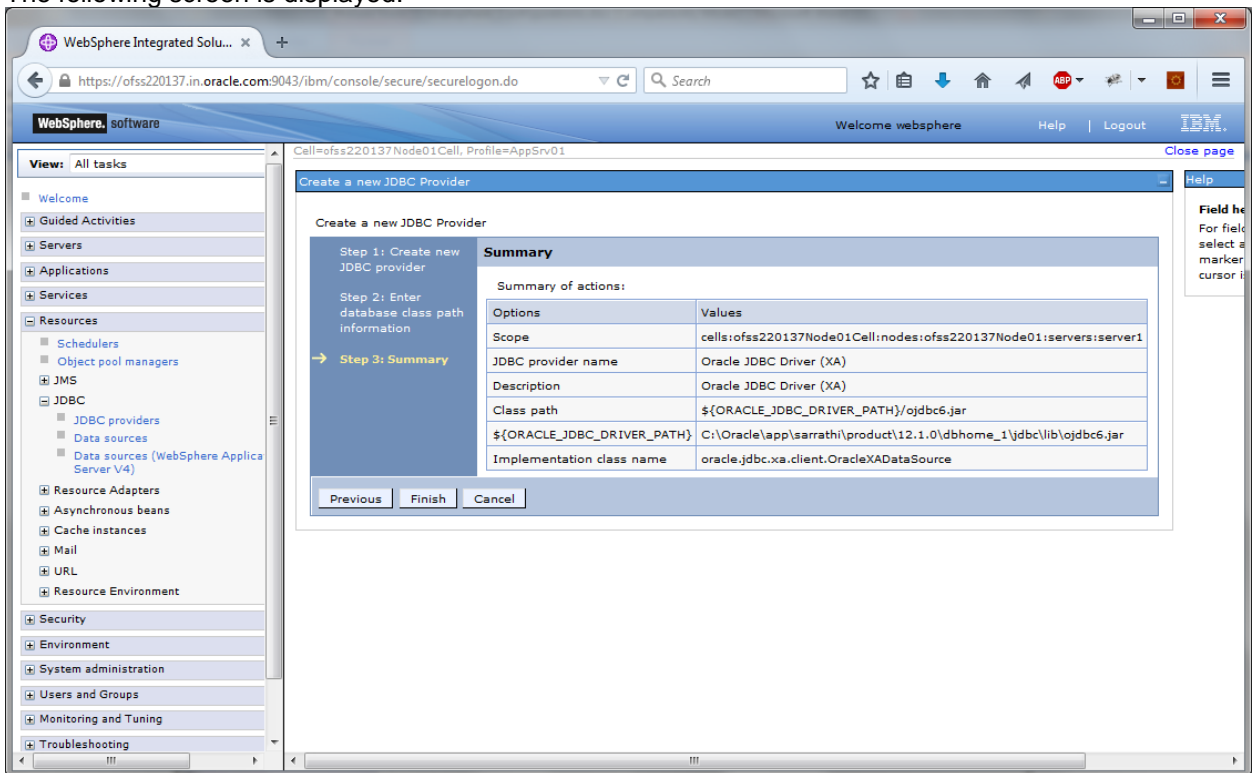 The following screen is displayed:
WebSphere Integrated Solu... × +
https://ofss220137.in.oracle.com:9043/ibm/console/secure/securelogon.do
Search
ABP
WebSphere. software
Welcome websphere
Help | Logout
IBM.
View: All tasks
Welcome
Guided Activities
Servers
Applications
Services
Resources
Schedulers
Object pool managers
JMS
JDBC
JDBC providers
Data sources
Data sources (WebSphere Applica
Server V4)
Resource Adapters
Asynchronous beans
Cache instances
Mail
URL
Resource Environment
Security
Environment
System administration
Users and Groups
Monitoring and Tuning
Troubleshooting
Cell=ofss220137Node01Cell, Profile=AppSrv01
Close page
Create a new JDBC Provider
Create a new JDBC Provider
Step 1: Create new
JDBC provider
Step 2: Enter
database class path
information
Step 3: Summary
Summary
Summary of actions:
Options Values
Scope cells:ofss220137Node01Cell:nodes:ofss220137Node01:servers:server1
JDBC provider name Oracle JDBC Driver (XA)
Description Oracle JDBC Driver (XA)
Class path ${ORACLE_JDBC_DRIVER_PATH}/ojdbc6.jar
${ORACLE_JDBC_DRIVER_PATH} C:\Oracle\app\sarrathi\product\12.1.0\dbhome_1\jdbc\lib\ojdbc6.jar
Implementation class name oracle.jdbc.xa.client.OracleXADataSource
Previous Finish Cancel
Help
Field he
For field
select a
marker
cursor i